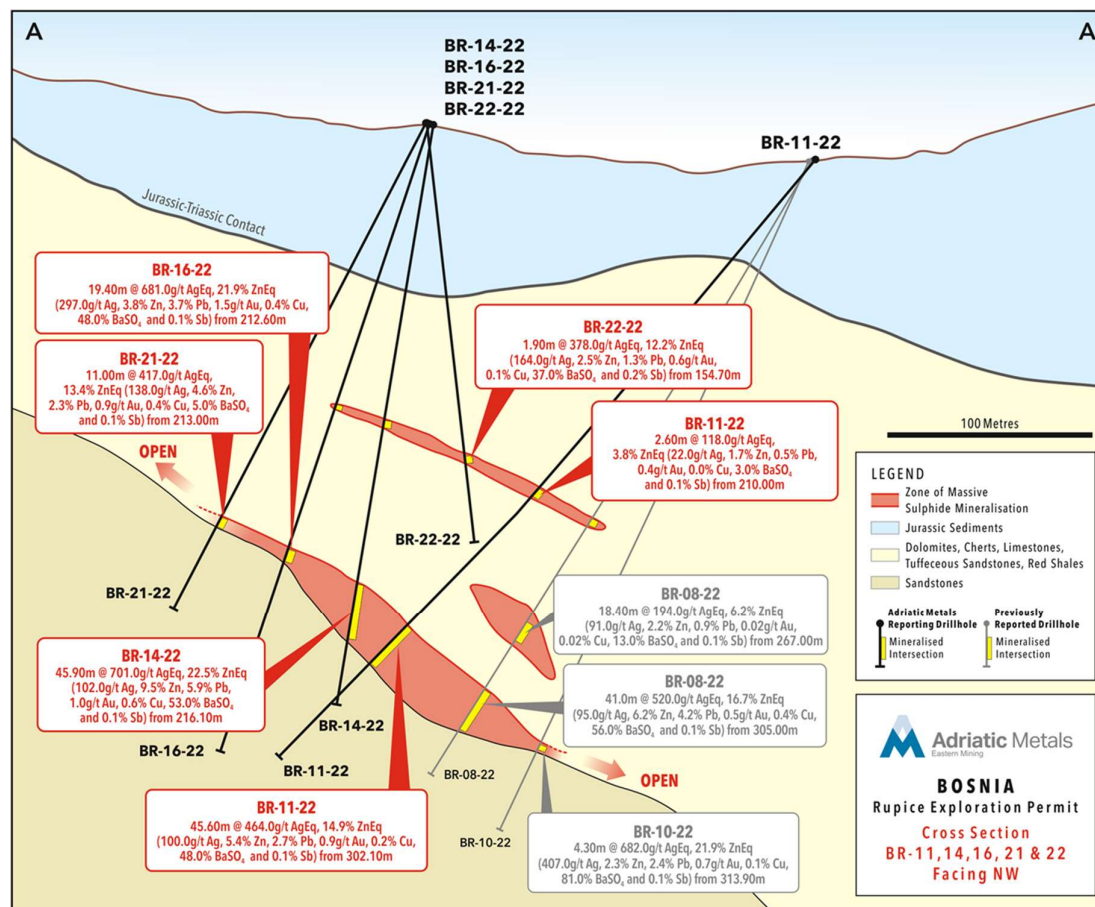 A
A
BR-14-22
BR-16-22
BR-21-22
BR-22-22
BR-11-22
Jurassic-Triassic Contact
BR-16-22
19.40m @ 681.0g/t AgEq, 21.9% ZnEq
(297.0g/t Ag, 3.8% Zn, 3.7% Pb, 1.5g/t Au, 0.4% Cu,
48.0% BaSO₄ and 0.1% Sb) from 212.60m
BR-21-22
11.00m @ 417.0g/t AgEq,
13.4% ZnEq (138.0g/t Ag, 4.6% Zn,
2.3% Pb, 0.9g/t Au, 0.4% Cu, 5.0% BaSO₄
and 0.1% Sb) from 213.00m
BR-22-22
1.90m @ 378.0g/t AgEq, 12.2% ZnEq
(164.0g/t Ag, 2.5% Zn, 1.3% Pb, 0.6g/t Au,
0.1% Cu, 37.0% BaSO₄ and 0.2% Sb) from 154.70m
BR-11-22
2.60m @ 118.0g/t AgEq,
3.8% ZnEq (22.0g/t Ag, 1.7% Zn, 0.5% Pb,
0.4g/t Au, 0.0% Cu, 3.0% BaSO₄
and 0.1% Sb) from 210.00m
100 Metres
OPEN
LEGEND
Zone of Massive
Sulphide Mineralisation
Jurassic Sediments
Dolomites, Cherts, Limestones,
Tuffeceous Sandstones, Red Shales
Sandstones
Adriatic Metals
Reporting Drillhole
Mineralised
Intersection
Previously
Reported Drillhole
Mineralised
Intersection
BR-22-22
BR-21-22
BR-08-22
18.40m @ 194.0g/t AgEq, 6.2% ZnEq
(91.0g/t Ag, 2.2% Zn, 0.9% Pb, 0.02g/t Au,
0.02% Cu, 13.0% BaSO₄ and 0.1% Sb) from 267.00m
BR-14-22
45.90m @ 701.0g/t AgEq, 22.5% ZnEq
(102.0g/t Ag, 9.5% Zn, 5.9% Pb,
1.0g/t Au, 0.6% Cu, 53.0% BaSO₄
and 0.1% Sb) from 216.10m
BR-08-22
41.0m @ 520.0g/t AgEq, 16.7% ZnEq
(95.0g/t Ag, 6.2% Zn, 4.2% Pb, 0.5g/t Au, 0.4% Cu,
56.0% BaSO₄ and 0.1% Sb) from 305.00m
BR-14-22
BR-16-22
BR-11-22
BR-08-22
OPEN
BR-11-22
45.60m @ 464.0g/t AgEq, 14.9% ZnEq
(100.0g/t Ag, 5.4% Zn, 2.7% Pb, 0.9g/t Au, 0.2% Cu,
48.0% BaSO₄ and 0.1% Sb) from 302.10m
BR-10-22
BR-10-22
4.30m @ 682.0g/t AgEq, 21.9% ZnEq
(407.0g/t Ag, 2.3% Zn, 2.4% Pb, 0.7g/t Au, 0.1% Cu,
81.0% BaSO₄ and 0.1% Sb) from 313.90m
Adriatic Metals
Eastern Mining
BOSNIA
Rupice Exploration Permit
Cross Section
BR-11,14,16, 21 & 22
Facing NW